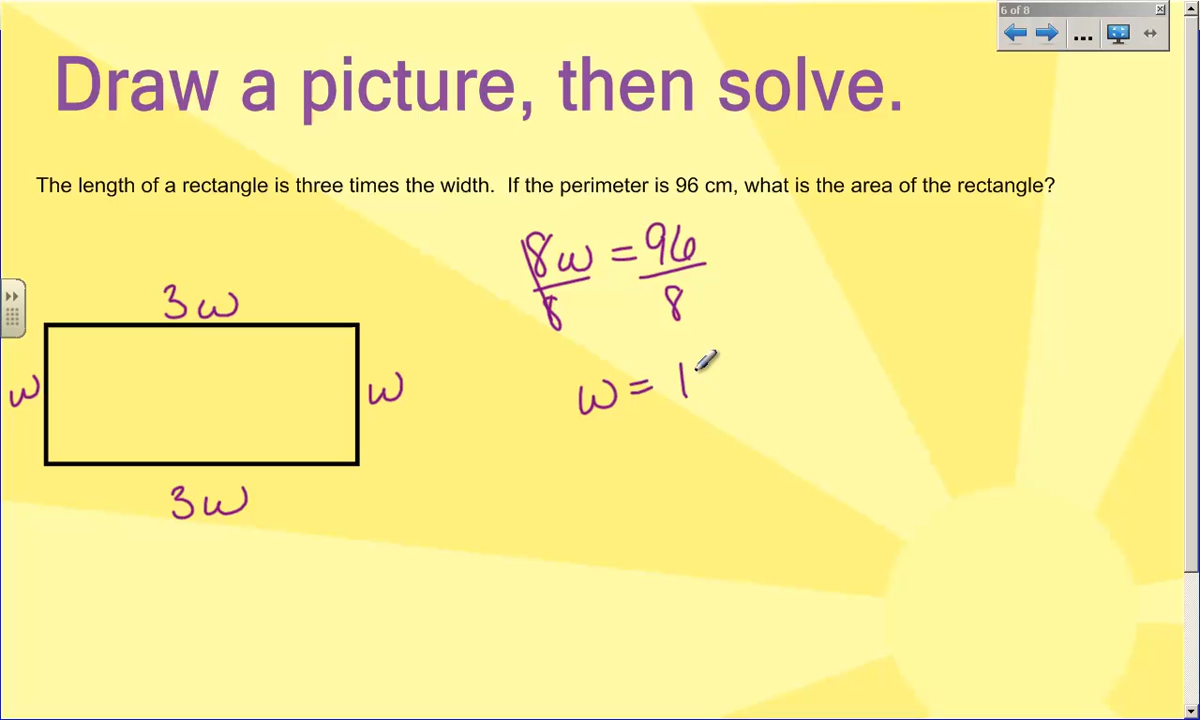 6 of 8
Draw a picture, then solve.
The length of a rectangle is three times the width. If the perimeter is 96 cm, what is the area of the rectangle?
8w = 96
8 8
3w
w = 1
w w
3w